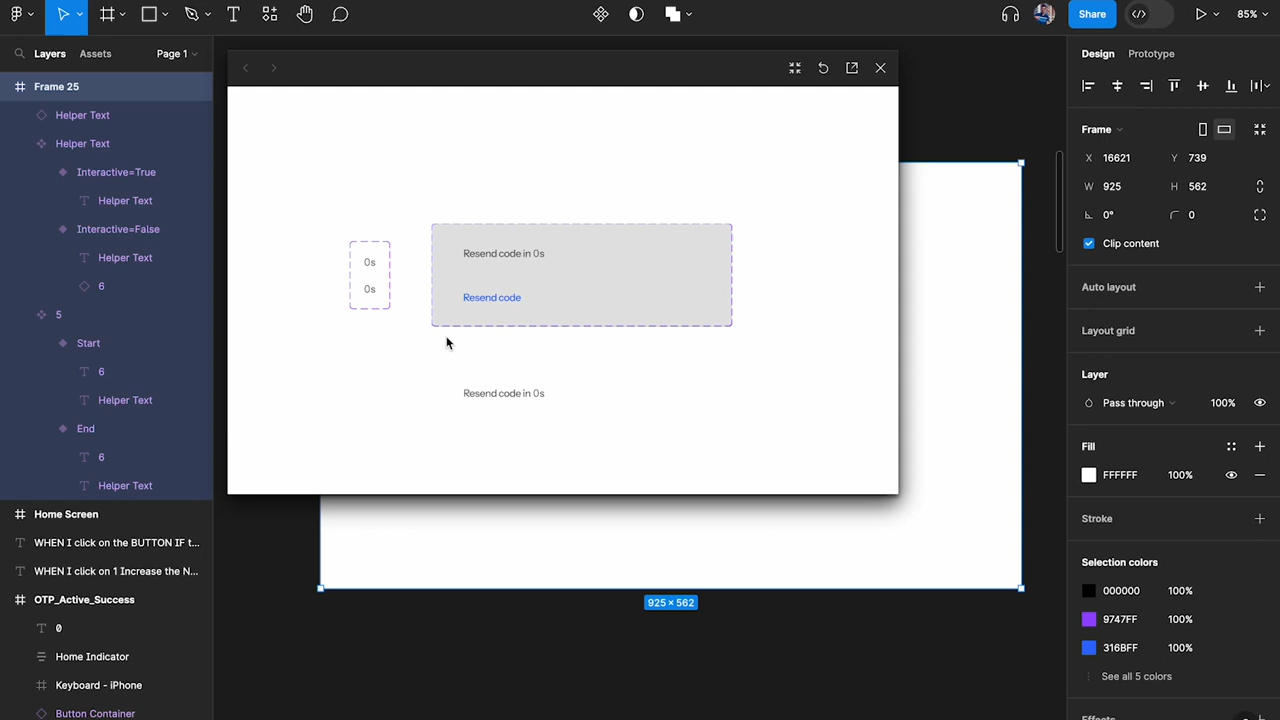 Share
85%
Layers
Assets
Page 1
Frame 25
Helper Text
Helper Text
Interactive=True
Helper Text
Interactive=False
Helper Text
6
5
Start
6
Helper Text
End
6
Helper Text
Home Screen
WHEN I click on the BUTTON IF t...
WHEN I click on 1 Increase the N...
OTP_Active_Success
0
Home Indicator
Keyboard - iPhone
Button Container
0s
0s
Resend code in 0s
Resend code
Resend code in 0s
925 × 562
Design
Prototype
Frame
X 16621
Y 739
W 925
H 562
0°
0
Clip content
Auto layout
Layout grid
Layer
Pass through
100%
Fill
FFFFFF
100%
Stroke
Selection colors
000000
100%
9747FF
100%
316BFF
100%
See all 5 colors
Effects